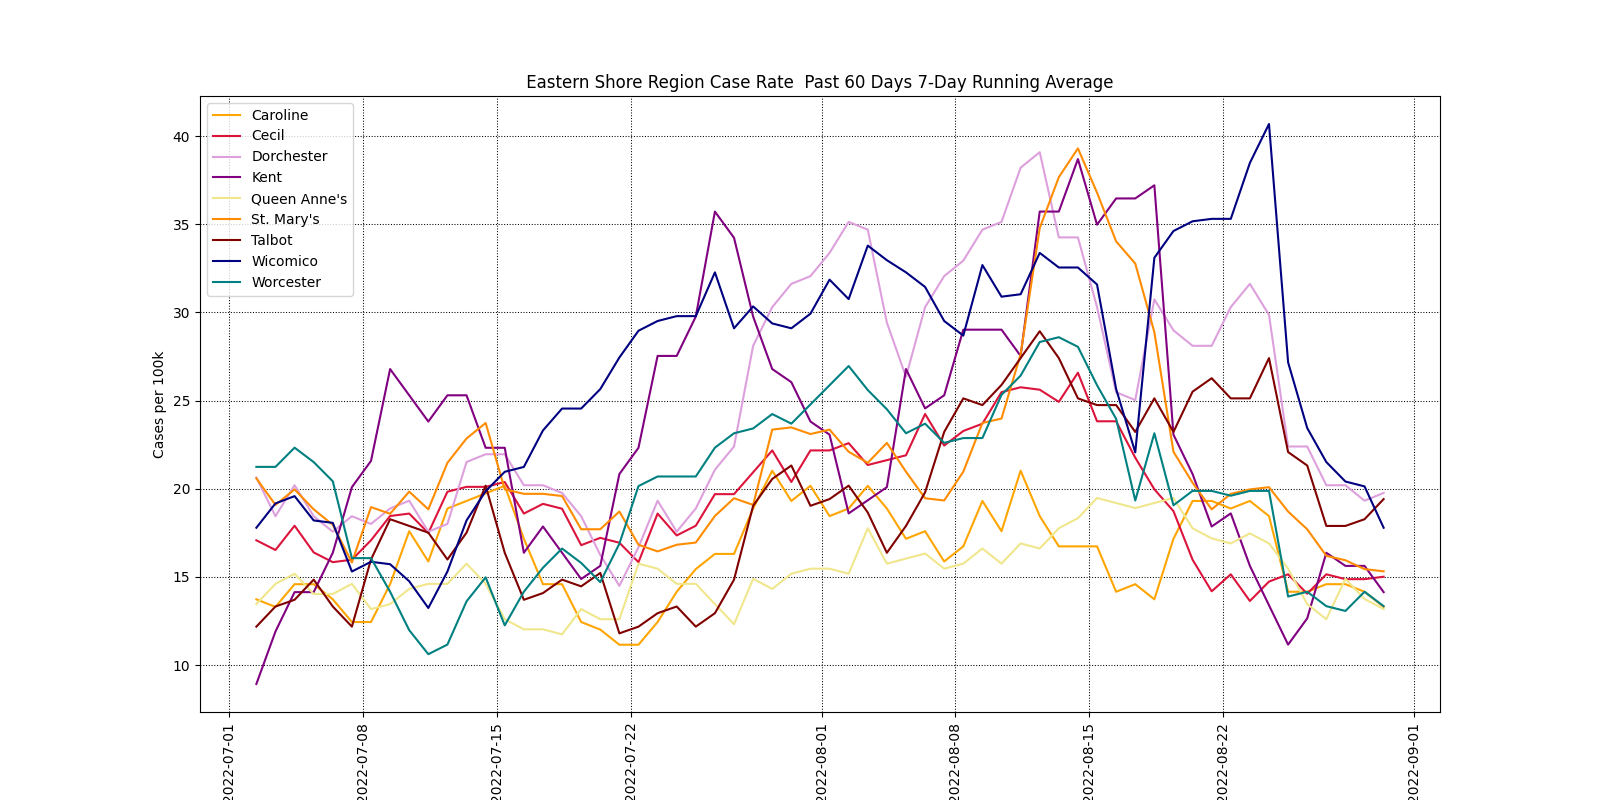 Eastern Shore Region Case Rate  Past 60 Days 7-Day Running Average
Caroline
Cecil
Dorchester
Kent
Queen Anne's
St. Mary's
Talbot
Wicomico
Worcester
Cases per 100k
40
35
30
25
20
15
10
2022-07-01
2022-07-08
2022-07-15
2022-07-22
2022-08-01
2022-08-08
2022-08-15
2022-08-22
2022-09-01